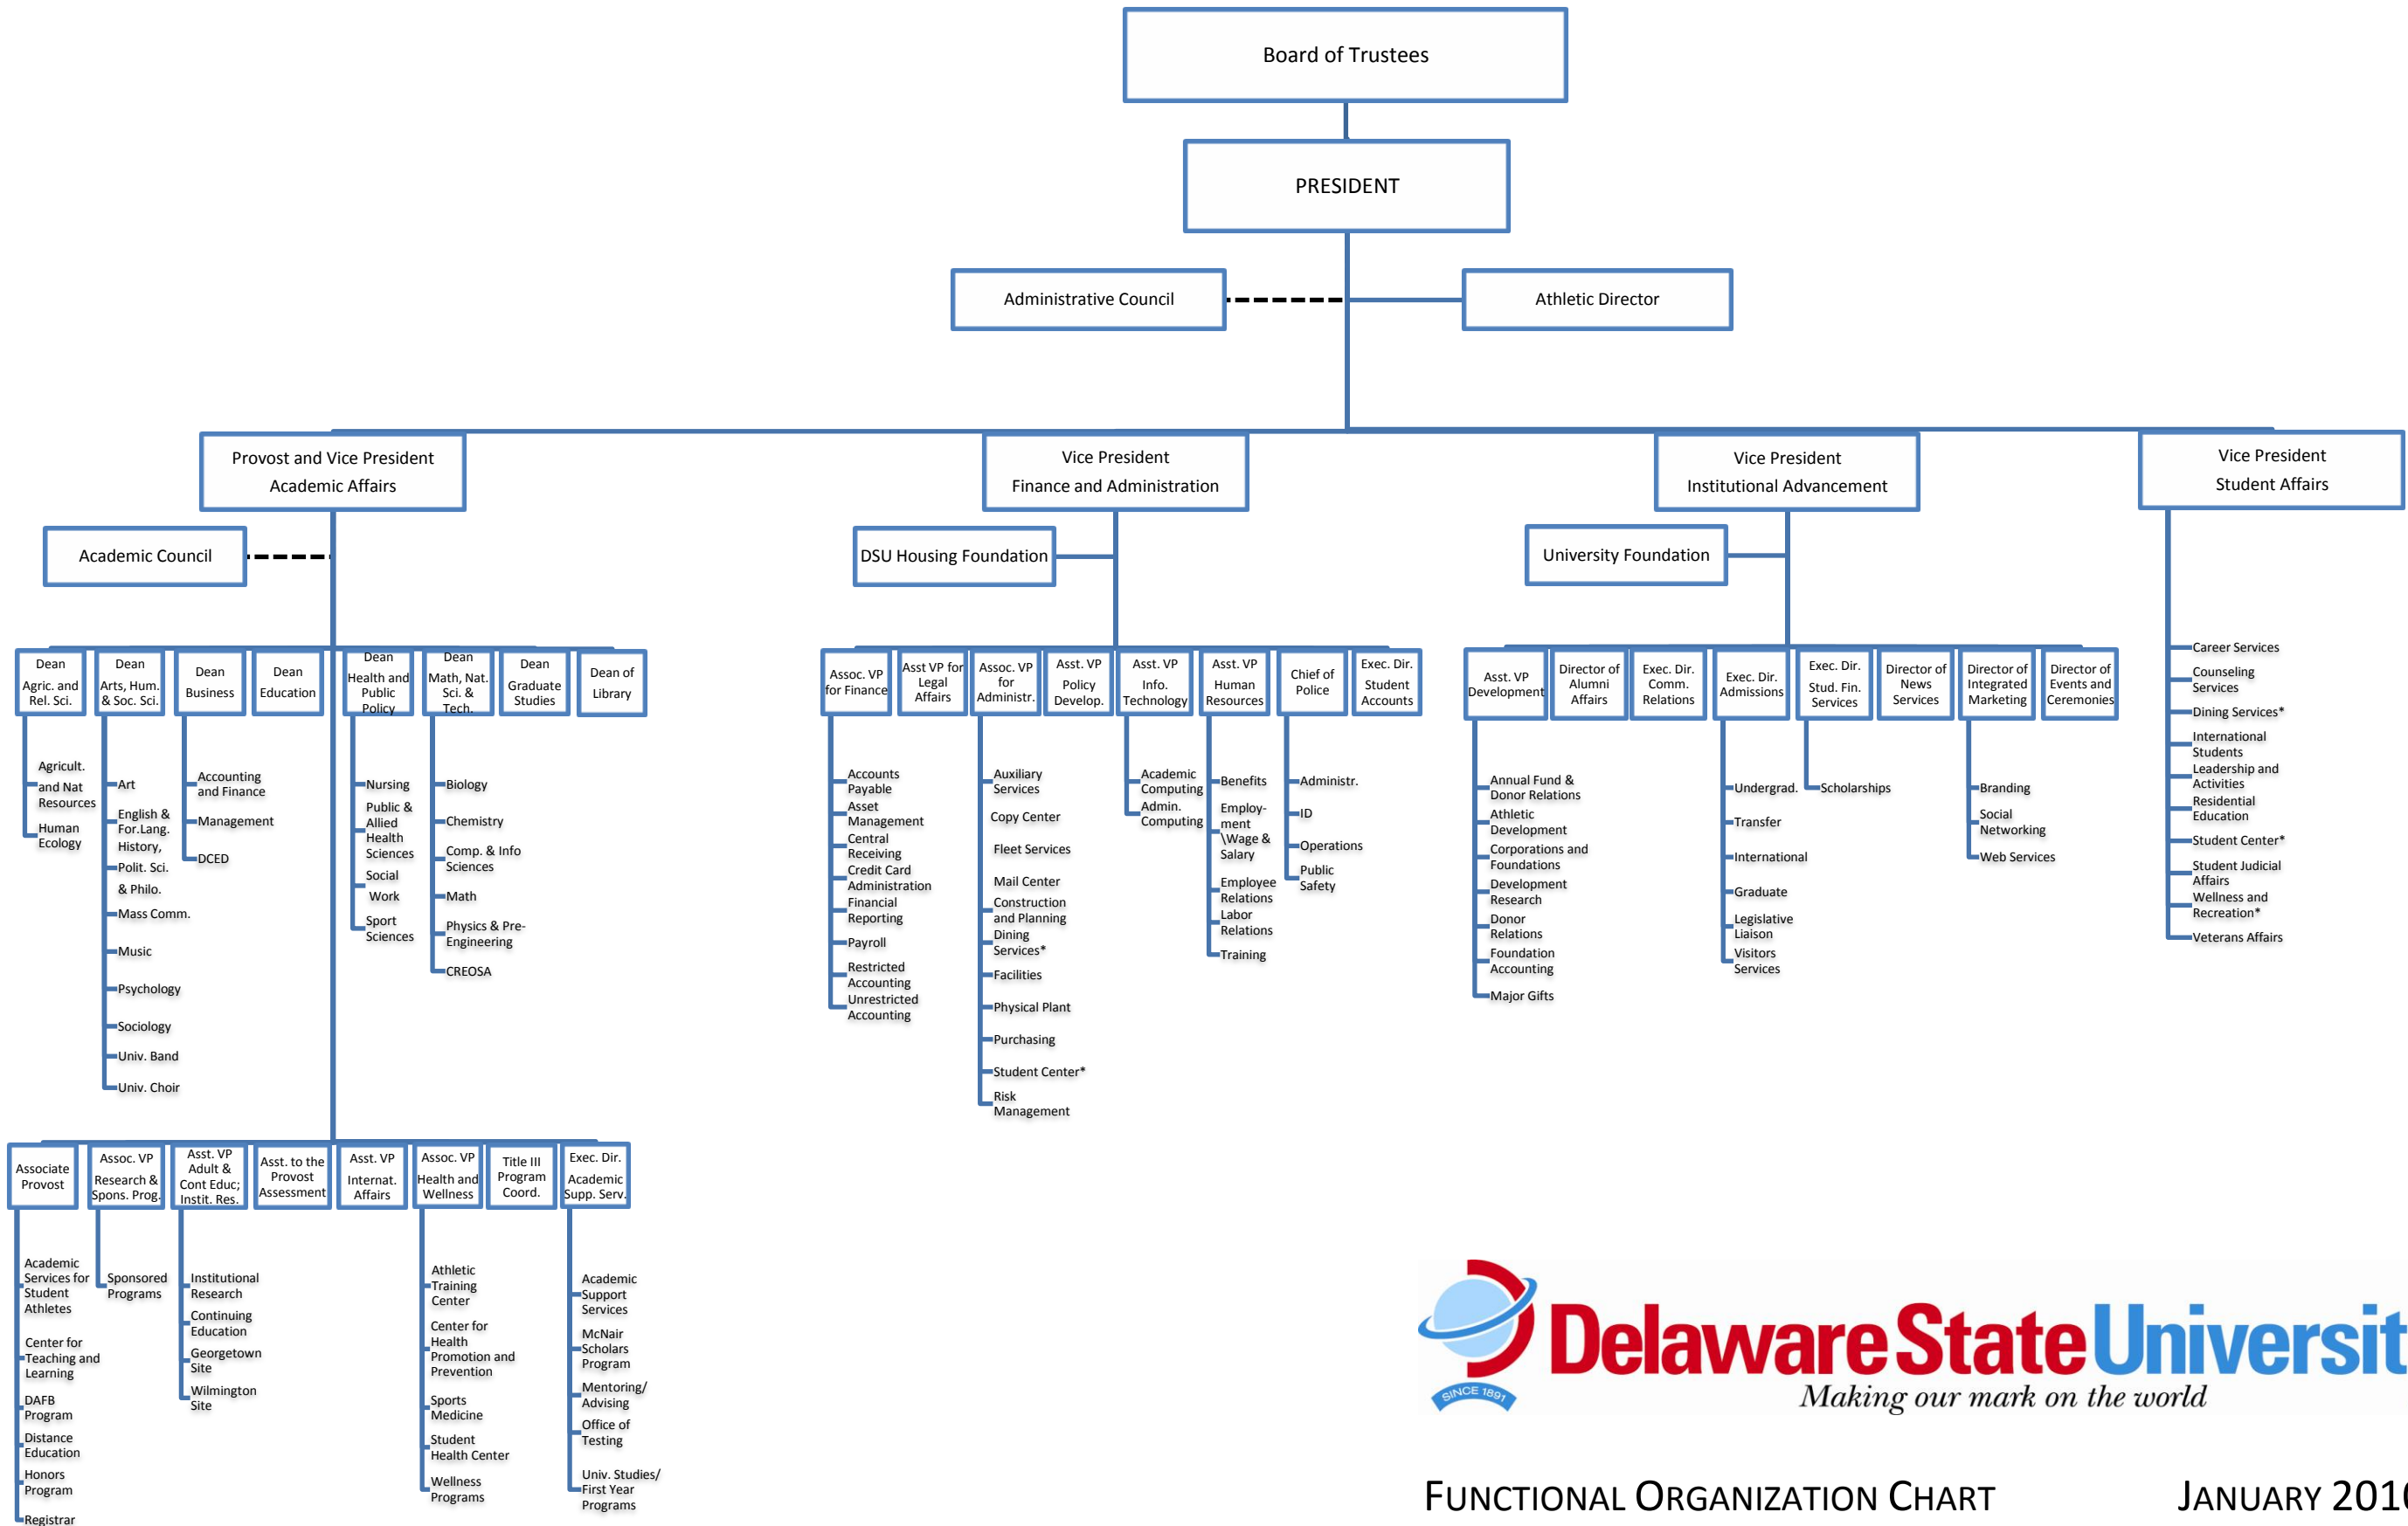 Board of Trustees
PRESIDENT
Administrative Council
Athletic Director
Provost and Vice President
Academic Affairs
Vice President
Finance and Administration
Vice President
Institutional Advancement
Vice President
Student Affairs
Academic Council
DSU Housing Foundation
University Foundation
Dean
Agric. and
Rel. Sci.
Dean
Arts, Hum.
& Soc. Sci.
Dean
Business
Dean
Education
Dean
Health and
Public
Policy
Dean
Math, Nat.
Sci. &
Tech.
Dean
Graduate
Studies
Dean of
Library
Agricult.
and Nat
Resources
Human
Ecology
Art
English &
For.Lang.
History,
Polit. Sci.
& Philo.
Mass Comm.
Music
Psychology
Sociology
Univ. Band
Univ. Choir
Accounting
and Finance
Management
DCED
Nursing
Public &
Allied
Health
Sciences
Social
Work
Sport
Sciences
Biology
Chemistry
Comp. & Info
Sciences
Math
Physics & Pre-
Engineering
CREOSA
Assoc. VP
for Finance
Asst VP for
Legal
Affairs
Assoc. VP
for
Administr.
Asst. VP
Policy
Develop.
Asst. VP
Info.
Technology
Asst. VP
Human
Resources
Chief of
Police
Exec. Dir.
Student
Accounts
Accounts
Payable
Asset
Management
Central
Receiving
Credit Card
Administration
Financial
Reporting
Payroll
Restricted
Accounting
Unrestricted
Accounting
Auxiliary
Services
Copy Center
Fleet Services
Mail Center
Construction
and Planning
Dining
Services*
Facilities
Physical Plant
Purchasing
Student Center*
Risk
Management
Academic
Computing
Admin.
Computing
Benefits
Employ-
ment
\Wage &
Salary
Employee
Relations
Labor
Relations
Training
Administr.
ID
Operations
Public
Safety
Asst. VP
Development
Director of
Alumni
Affairs
Exec. Dir.
Comm.
Relations
Exec. Dir.
Admissions
Exec. Dir.
Stud. Fin.
Services
Director of
News
Services
Director of
Integrated
Marketing
Director of
Events and
Ceremonies
Annual Fund &
Donor Relations
Athletic
Development
Corporations and
Foundations
Development
Research
Donor
Relations
Foundation
Accounting
Major Gifts
Undergrad.
Transfer
International
Graduate
Legislative
Liaison
Visitors
Services
Scholarships
Branding
Social
Networking
Web Services
Career Services
Counseling
Services
Dining Services*
International
Students
Leadership and
Activities
Residential
Education
Student Center*
Student Judicial
Affairs
Wellness and
Recreation*
Veterans Affairs
Associate
Provost
Assoc. VP
Research &
Spons. Prog.
Asst. VP
Adult &
Cont Educ;
Instit. Res.
Asst. to the
Provost
Assessment
Asst. VP
Internat.
Affairs
Assoc. VP
Health and
Wellness
Title III
Program
Coord.
Exec. Dir.
Academic
Supp. Serv.
Academic
Services for
Student
Athletes
Center for
Teaching and
Learning
DAFB
Program
Distance
Education
Honors
Program
Registrar
Sponsored
Programs
Institutional
Research
Continuing
Education
Georgetown
Site
Wilmington
Site
Athletic
Training
Center
Center for
Health
Promotion and
Prevention
Sports
Medicine
Student
Health Center
Wellness
Programs
Academic
Support
Services
McNair
Scholars
Program
Mentoring/
Advising
Office of
Testing
Univ. Studies/
First Year
Programs
SINCE 1891
Delaware State Universit
Making our mark on the world
FUNCTIONAL ORGANIZATION CHART JANUARY 2010